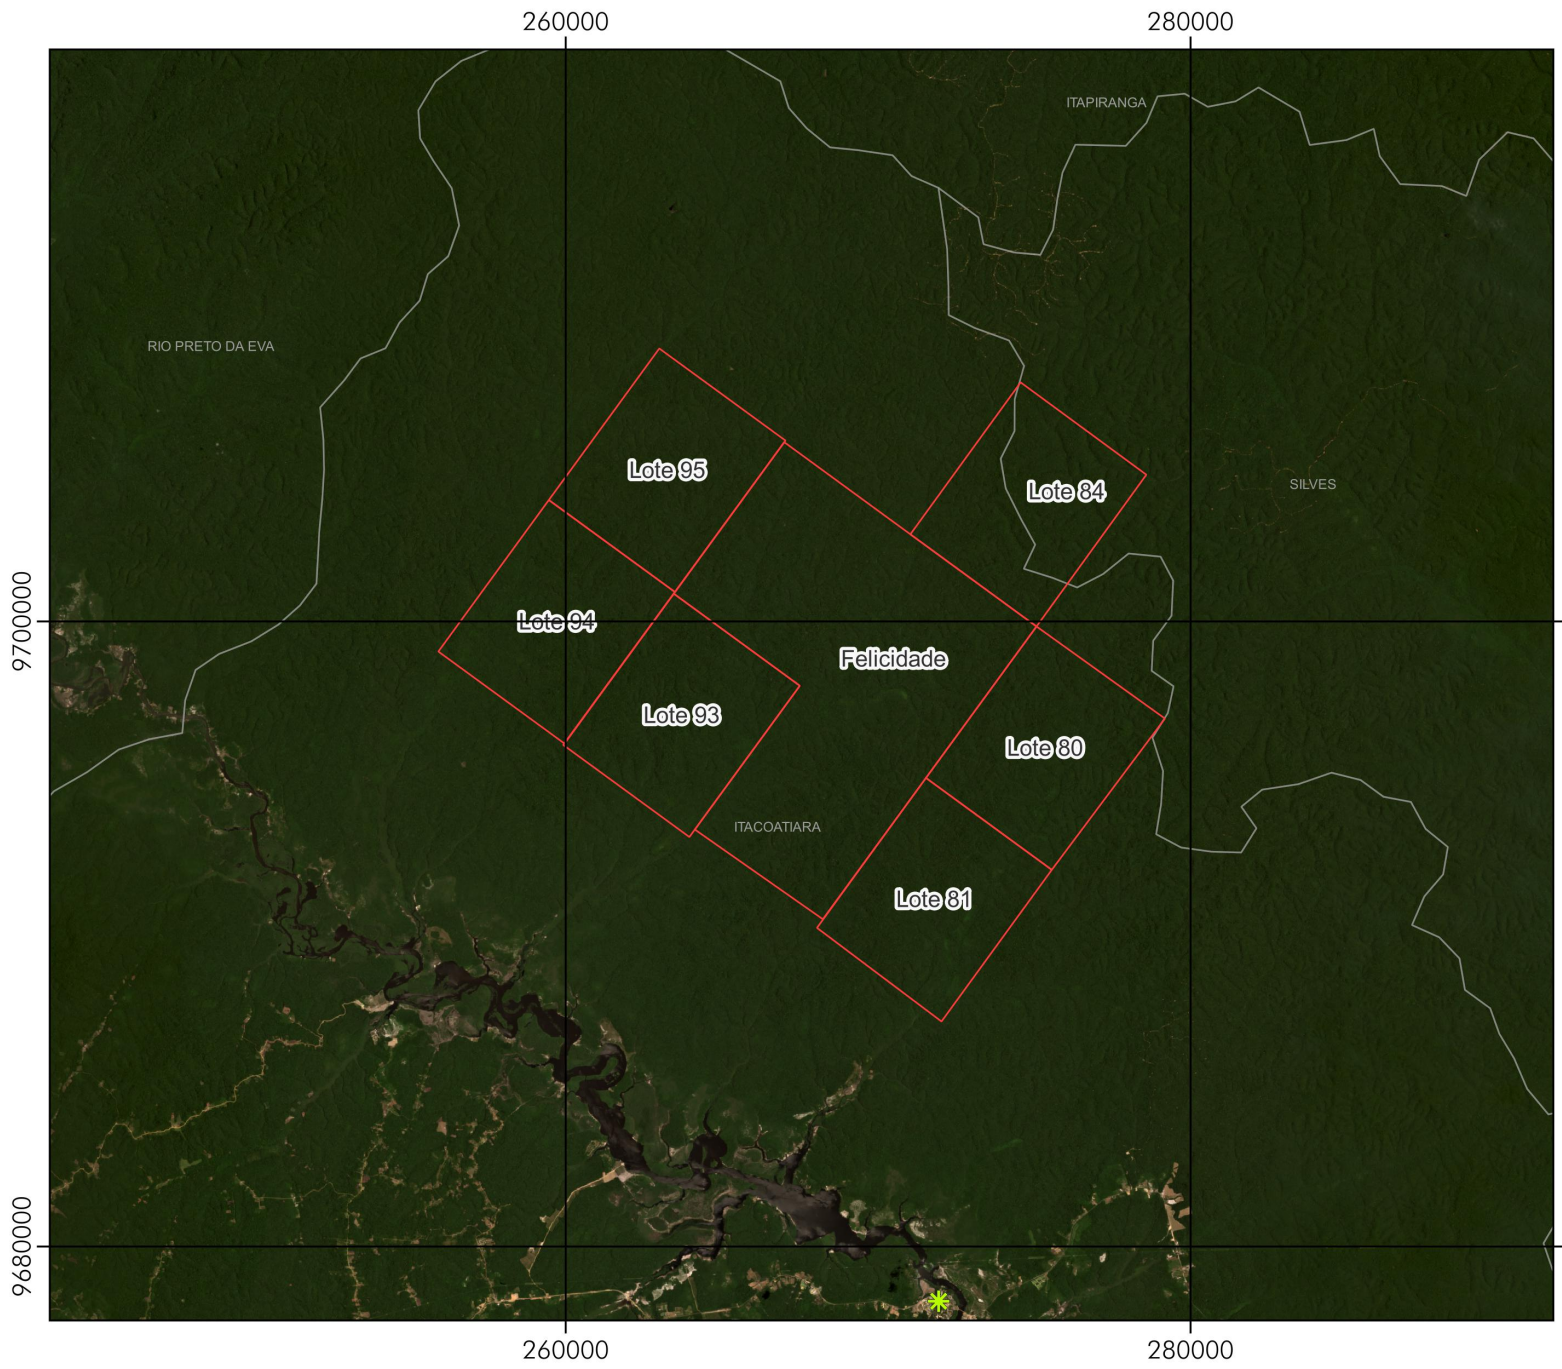 260000
280000
ITAPIRANGA
RIO PRETO DA EVA
Lote 95
SILVES
Lote 84
9700000
Lote 94
Felicidade
Lote 93
Lote 80
ITACOATIARA
Lote 81
9680000
260000
280000